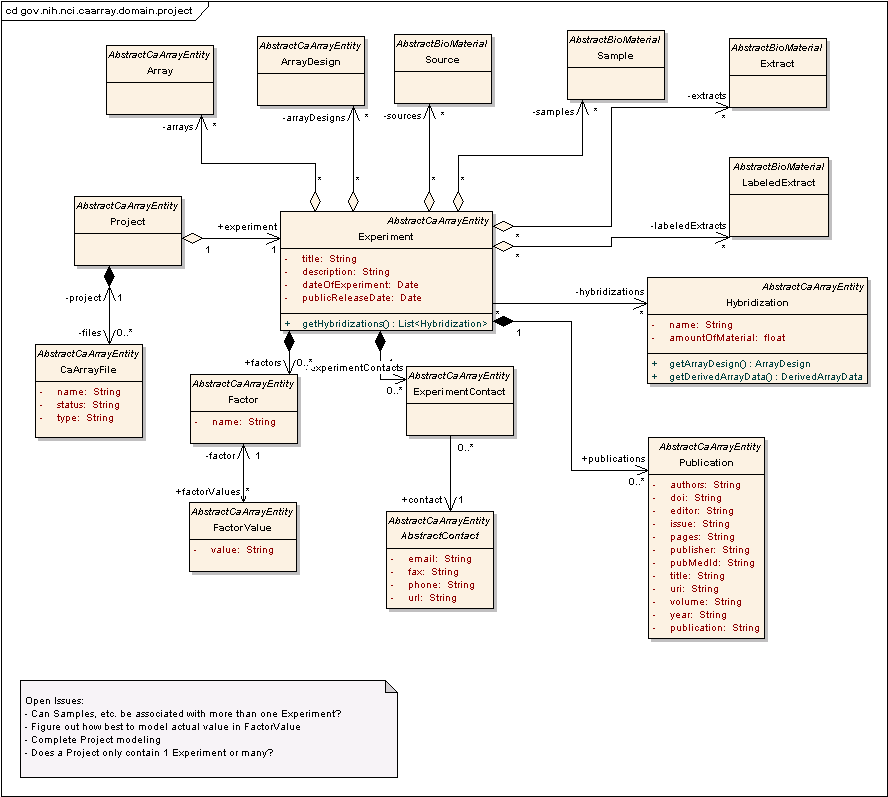 cd gov.nih.nci.caarray.domain.project
AbstractCaArrayEntity
Array
AbstractCaArrayEntity
ArrayDesign
AbstractBioMaterial
Source
AbstractBioMaterial
Sample
AbstractBioMaterial
Extract
-arrays
*
-arrayDesigns
*
-sources
*
-samples
*
-extracts
*
AbstractBioMaterial
LabeledExtract
*
*
*
*
AbstractCaArrayEntity
Project
+experiment
1
1
AbstractCaArrayEntity
Experiment
- title: String
- description: String
- dateOfExperiment: Date
- publicReleaseDate: Date
+ getHybridizations() : List<Hybridization>
*
*
-labeledExtracts
*
-project
1
-files
0..*
AbstractCaArrayEntity
CaArrayFile
- name: String
- status: String
- type: String
-hybridizations
*
*
1
AbstractCaArrayEntity
Hybridization
- name: String
- amountOfMaterial: float
+ getArrayDesign() : ArrayDesign
+ getDerivedArrayData() : DerivedArrayData
+factors
0..*
experimentContacts
0..*
AbstractCaArrayEntity
Factor
- name: String
AbstractCaArrayEntity
ExperimentContact
-factor
1
+factorValues
*
AbstractCaArrayEntity
FactorValue
- value: String
0..*
+contact
1
AbstractCaArrayEntity
AbstractContact
- email: String
- fax: String
- phone: String
- url: String
+publications
0..*
AbstractCaArrayEntity
Publication
- authors: String
- doi: String
- editor: String
- issue: String
- pages: String
- publisher: String
- pubMedId: String
- title: String
- uri: String
- volume: String
- year: String
- publication: String
Open Issues:
- Can Samples, etc. be associated with more than one Experiment?
- Figure out how best to model actual value in FactorValue
- Complete Project modeling
- Does a Project only contain 1 Experiment or many?